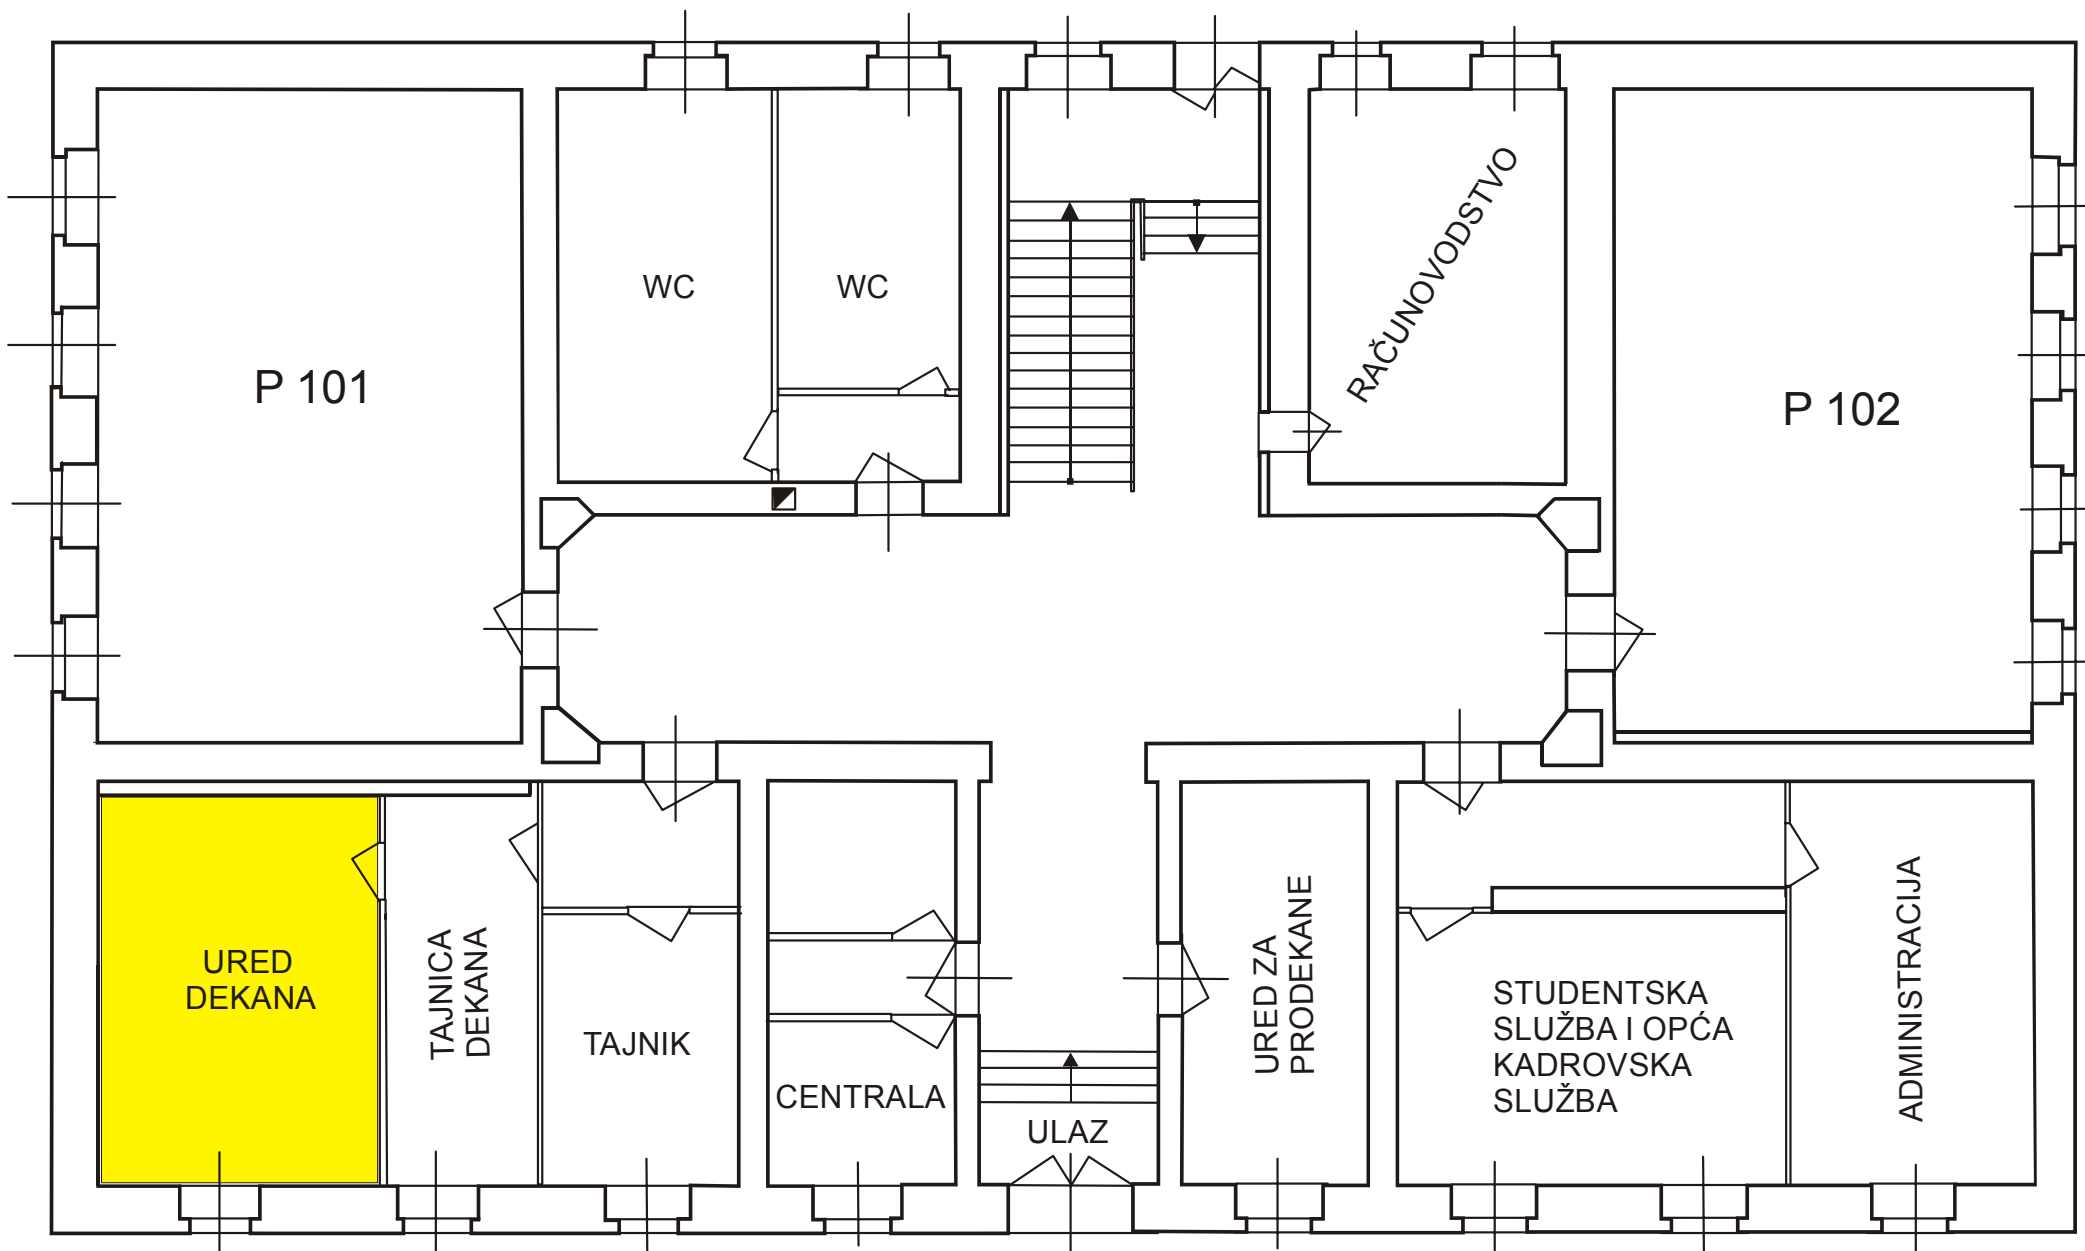 WC
WC
RAČUNOVODSTVO
P 101
P 102
URED
DEKANA
TAJNICA
DEKANA
TAJNIK
CENTRALA
ULAZ
URED ZA
PRODEKANE
STUDENTSKA
SLUŽBA I OPĆA
KADROVSKA
SLUŽBA
ADMINISTRACIJA